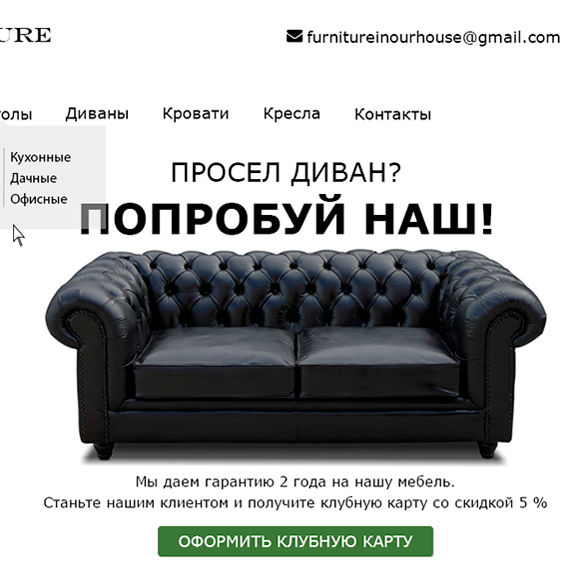 URE
furnitureinourhouse@gmail.com
олы Диваны Кровати Кресла Контакты
Кухонные
Дачные
Офисные
ПРОСЕЛ ДИВАН?
ПОПРОБУЙ НАШ!
Мы даем гарантию 2 года на нашу мебель.
Станьте нашим клиентом и получите клубную карту со скидкой 5 %
ОФОРМИТЬ КЛУБНУЮ КАРТУ